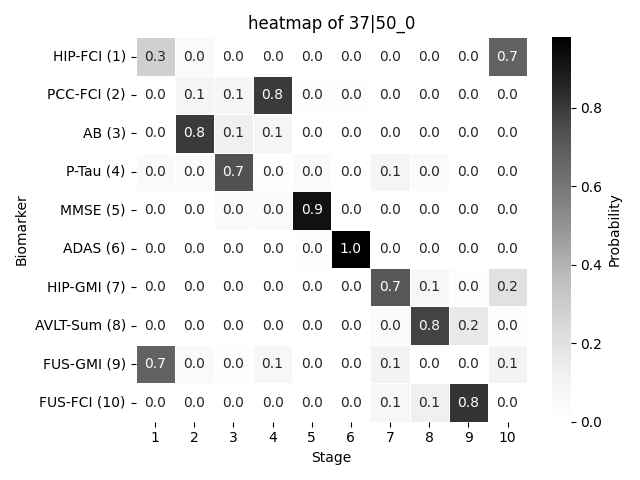 heatmap of 37|50_0
HIP-FCI (1) 0.3 0.0 0.0 0.0 0.0 0.0 0.0 0.0 0.0 0.7
PCC-FCI (2) 0.0 0.1 0.1 0.8 0.0 0.0 0.0 0.0 0.0 0.0
AB (3) 0.0 0.8 0.1 0.1 0.0 0.0 0.0 0.0 0.0 0.0
P-Tau (4) 0.0 0.0 0.7 0.0 0.0 0.0 0.1 0.0 0.0 0.0
MMSE (5) 0.0 0.0 0.0 0.0 0.9 0.0 0.0 0.0 0.0 0.0
ADAS (6) 0.0 0.0 0.0 0.0 0.0 1.0 0.0 0.0 0.0 0.0
HIP-GMI (7) 0.0 0.0 0.0 0.0 0.0 0.0 0.7 0.1 0.0 0.2
AVLT-Sum (8) 0.0 0.0 0.0 0.0 0.0 0.0 0.0 0.8 0.2 0.0
FUS-GMI (9) 0.7 0.0 0.0 0.1 0.0 0.0 0.1 0.0 0.0 0.1
FUS-FCI (10) 0.0 0.0 0.0 0.0 0.0 0.0 0.1 0.1 0.8 0.0
1 2 3 4 5 6 7 8 9 10
Stage
Biomarker
0.8
0.6
0.4
0.2
0.0
Probability